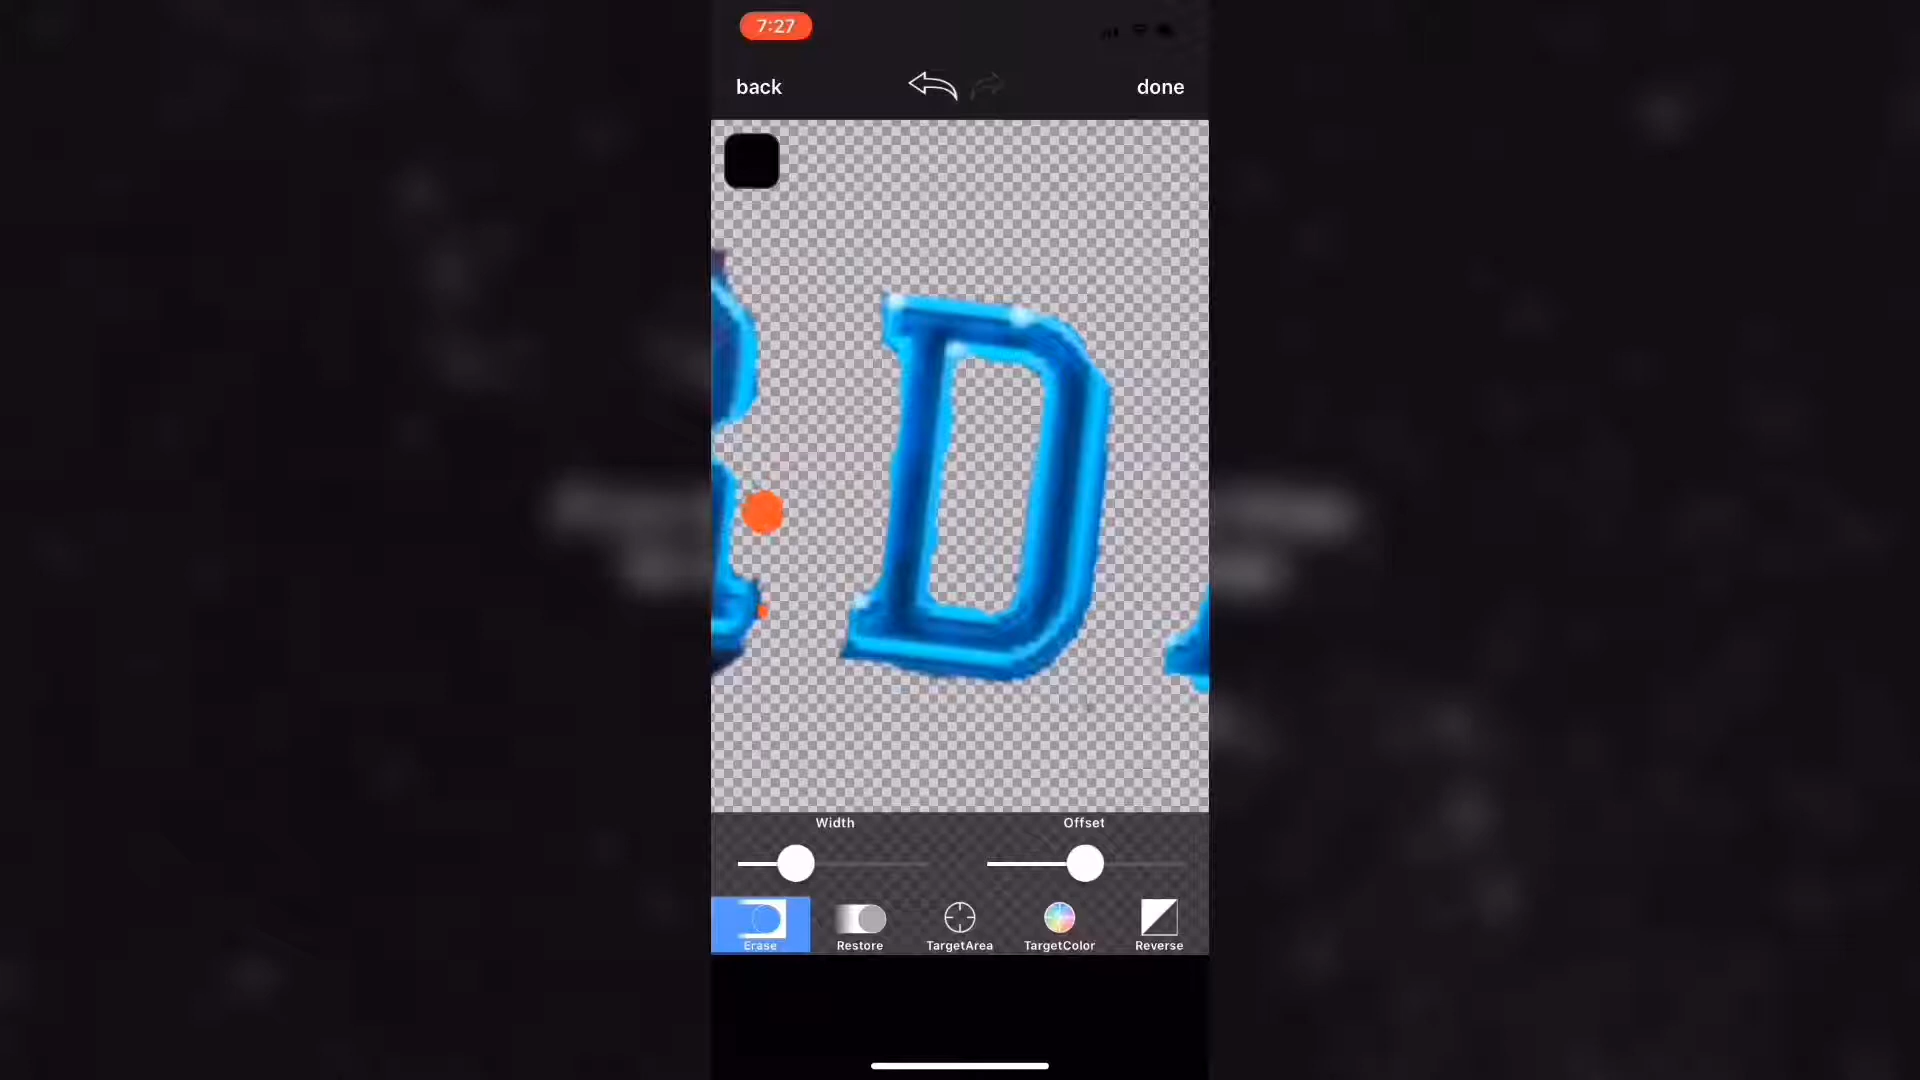 7:27
back
done
D
Width
Offset
Erase
Restore
TargetArea
TargetColor
Reverse